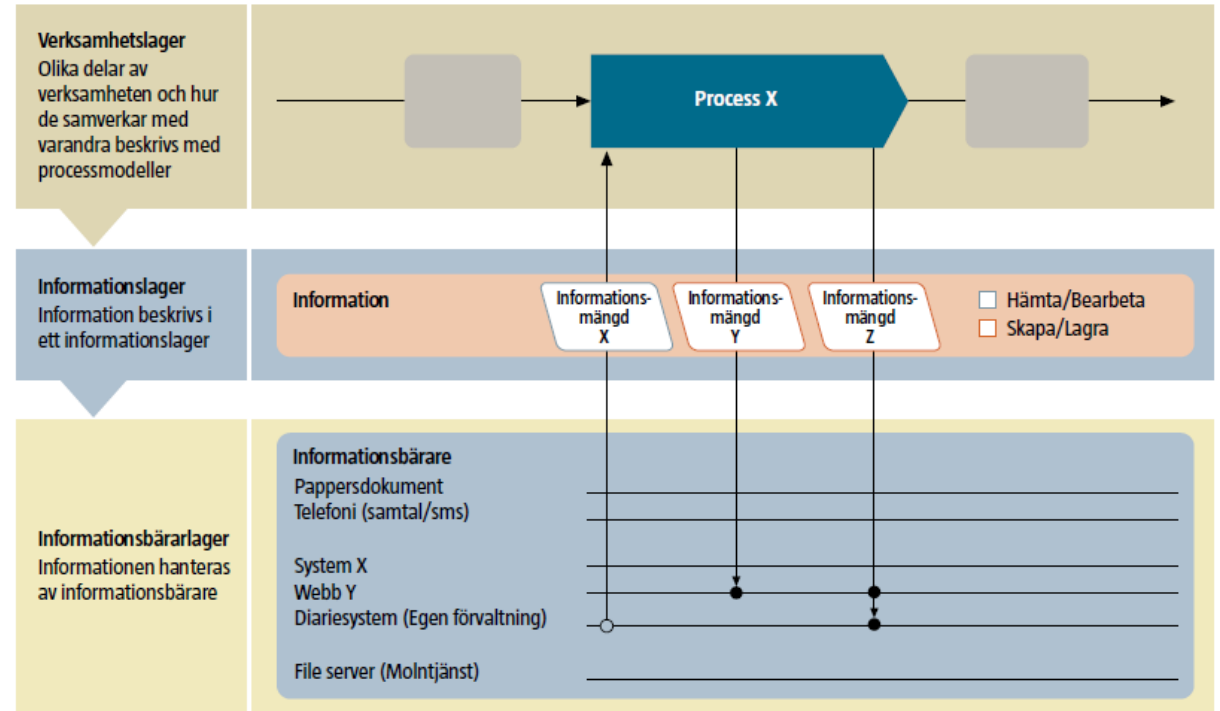 Verksamhetslager
Olika delar av
verksamheten och hur
de samverkar med
varandra beskrivs med
processmodeller
Process X
Informationslager
Information beskrivs i
ett informationslager
Information
Informations-
mängd
X
Informations-
mängd
Y
Informations-
mängd
Z
Hämta/Bearbeta
Skapa/Lagra
Informationsbärarlager
Informationen hanteras
av informationsbärare
Informationsbärare
Pappersdokument
Telefoni (samtal/sms)
System X
Webb Y
Diariesystem (Egen förvaltning)
File server (Molntjänst)